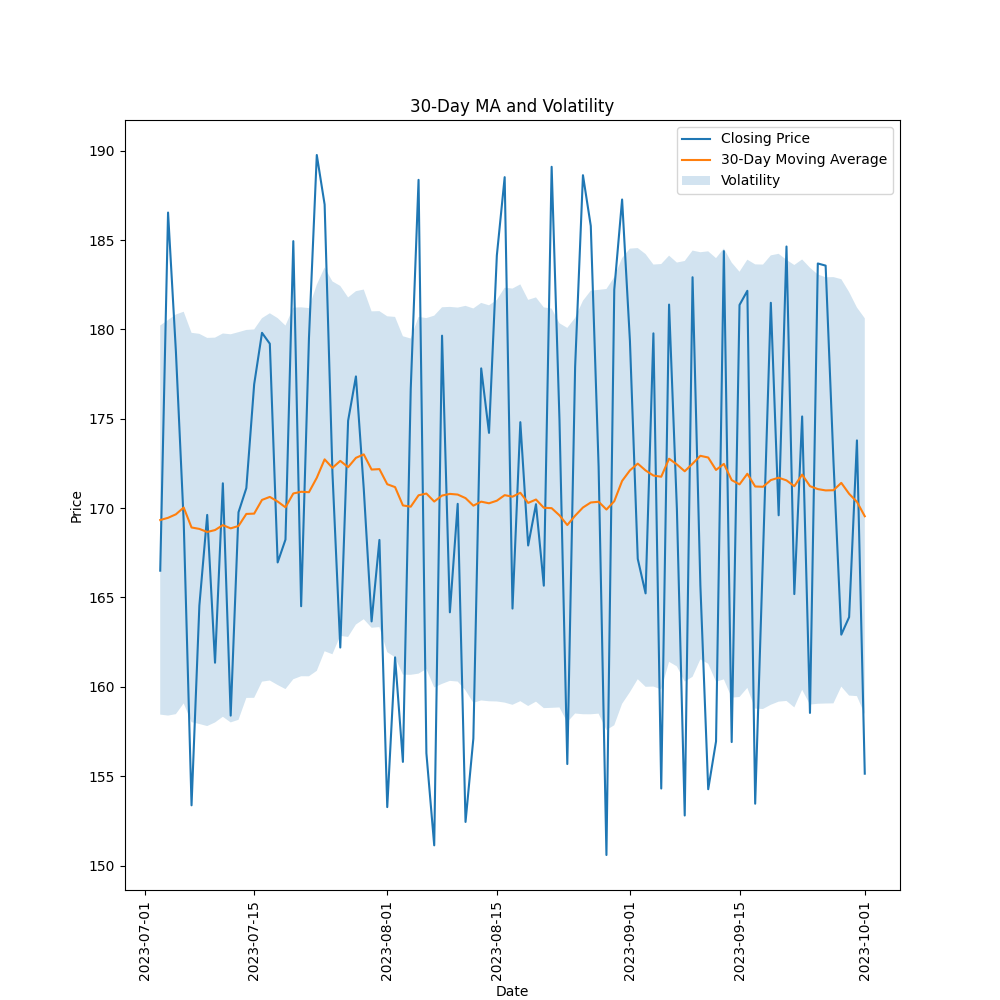 30-Day MA and Volatility
Closing Price
30-Day Moving Average
Volatility
190
185
180
175
170
165
160
155
150
Price
2023-07-01
2023-07-15
2023-08-01
2023-08-15
2023-09-01
2023-09-15
2023-10-01
Date